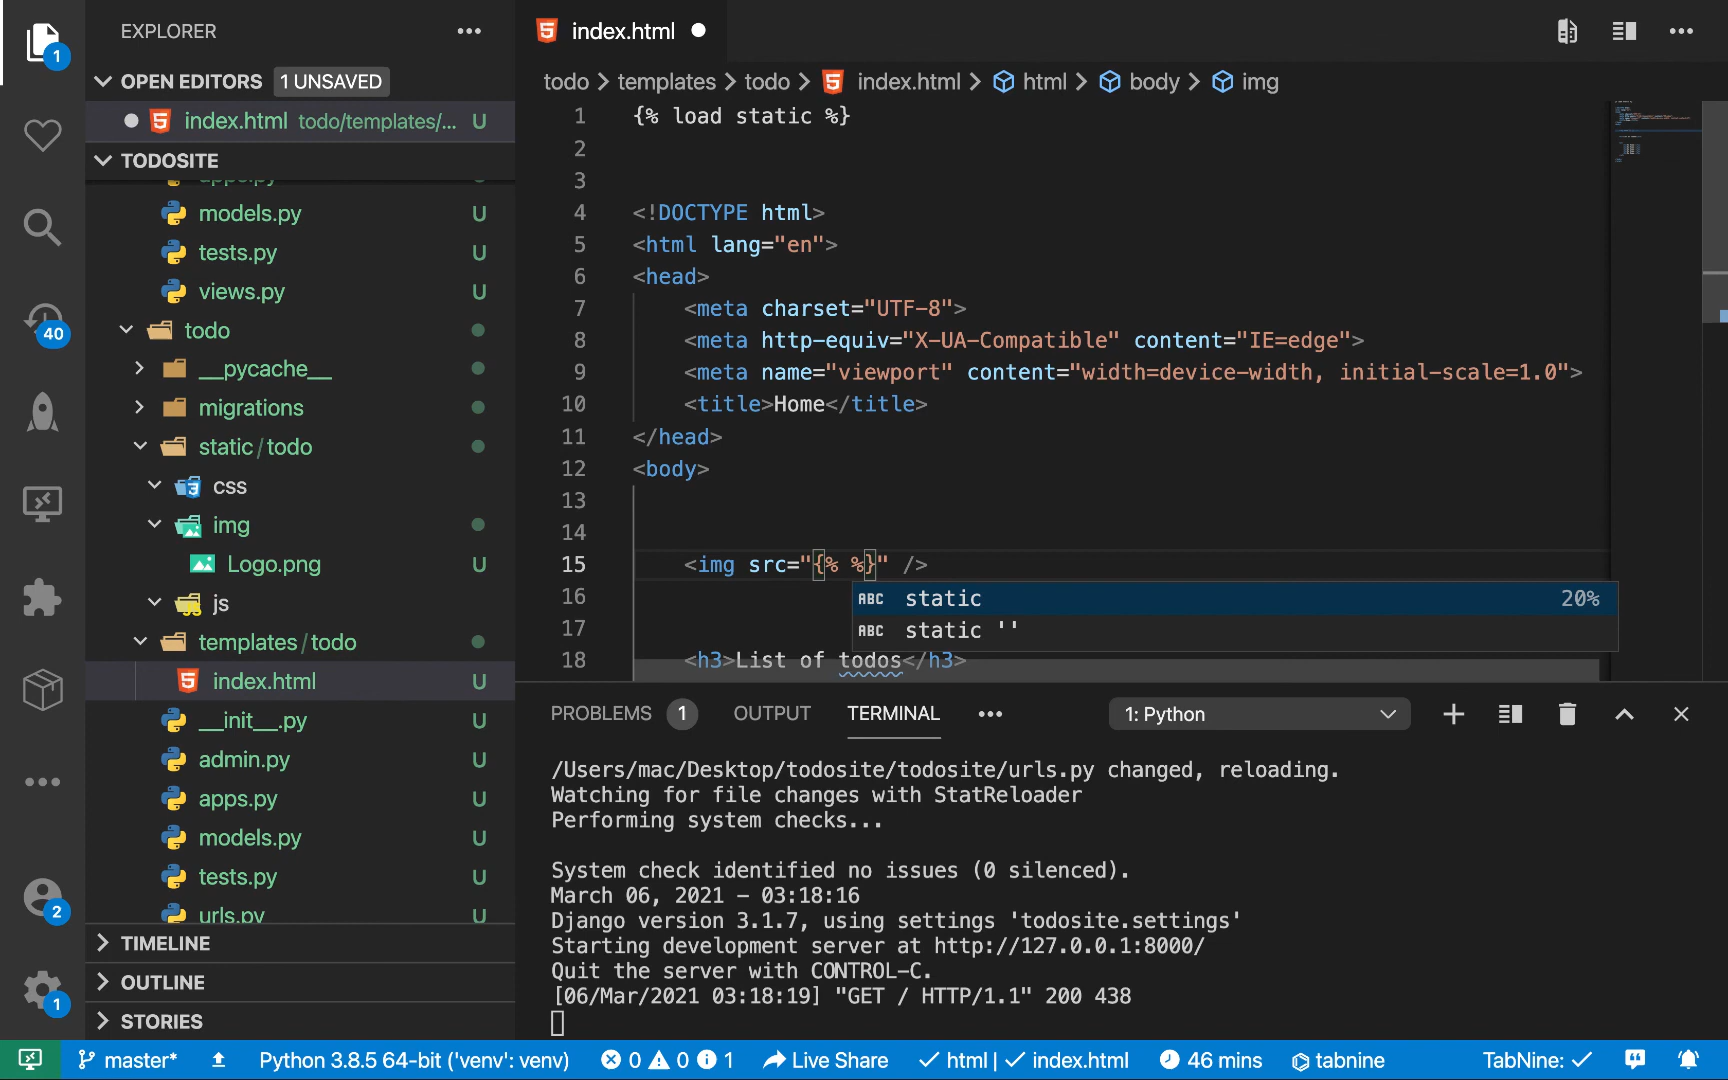 EXPLORER
OPEN EDITORS 1 UNSAVED
index.html todo/templates/... U
TODOSITE
apps.py
models.py U
tests.py U
views.py U
todo
__pycache__
migrations
static/todo
css
img
Logo.png U
js
templates/todo
index.html U
__init__.py U
admin.py U
apps.py U
models.py U
tests.py U
urls.py U
TIMELINE
OUTLINE
STORIES
1
40
2
1
index.html
todo > templates > todo > index.html > html > body > img
1 {% load static %}
2
3
4 <!DOCTYPE html>
5 <html lang="en">
6 <head>
7 <meta charset="UTF-8">
8 <meta http-equiv="X-UA-Compatible" content="IE=edge">
9 <meta name="viewport" content="width=device-width, initial-scale=1.0">
10 <title>Home</title>
11 </head>
12 <body>
13
14
15 <img src="{% %}" />
16
17
18 <h3>List of todos</h3>
ABC static 20%
ABC static ''
PROBLEMS 1 OUTPUT TERMINAL 1: Python
/Users/mac/Desktop/todosite/todosite/urls.py changed, reloading.
Watching for file changes with StatReloader
Performing system checks...
System check identified no issues (0 silenced).
March 06, 2021 - 03:18:16
Django version 3.1.7, using settings 'todosite.settings'
Starting development server at http://127.0.0.1:8000/
Quit the server with CONTROL-C.
[06/Mar/2021 03:18:19] "GET / HTTP/1.1" 200 438
master* Python 3.8.5 64-bit ('venv': venv) 0 0 1 Live Share html | index.html 46 mins tabnine TabNine: